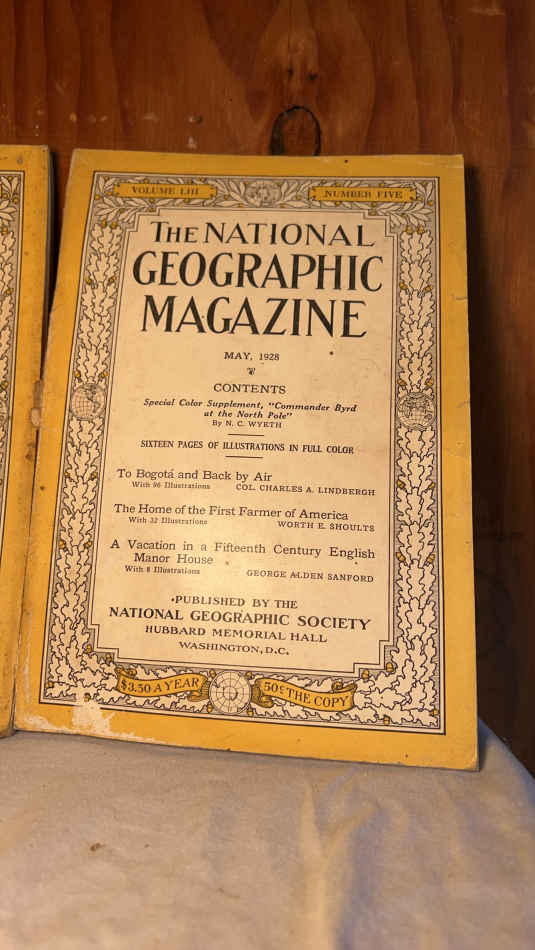 VOLUME LIII
NUMBER FIVE
THE NATIONAL
GEOGRAPHIC
MAGAZINE
MAY, 1928
CONTENTS
Special Color Supplement, "Commander Byrd
at the North Pole"
By N. C. WYETH
SIXTEEN PAGES OF ILLUSTRATIONS IN FULL COLOR
To Bogotá and Back by Air
With 96 Illustrations COL. CHARLES A. LINDBERGH
The Home of the First Farmer of America
With 32 Illustrations WORTH E. SHOULTS
A Vacation in a Fifteenth Century English
Manor House
With 8 Illustrations GEORGE ALDEN SANFORD
PUBLISHED BY THE
NATIONAL GEOGRAPHIC SOCIETY
HUBBARD MEMORIAL HALL
WASHINGTON, D.C.
$3.50 A YEAR
50¢ THE COPY